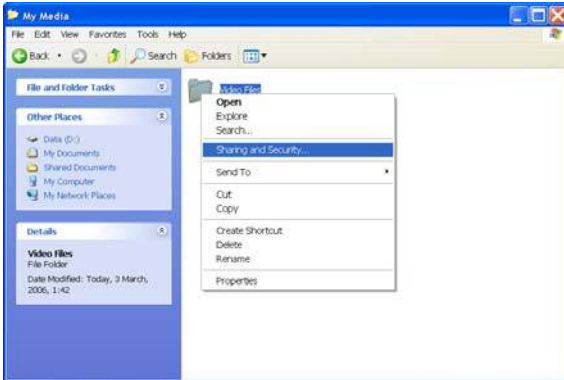 My Media
File Edit View Favorites Tools Help
Back Search Folders
File and Folder Tasks
Other Places
Data (D:)
My Documents
Shared Documents
My Computer
My Network Places
Details
Video Files
File Folder
Date Modified: Today, 3 March,
2006, 1:42
Video Files
Open
Explore
Search...
Sharing and Security...
Send To
Cut
Copy
Create Shortcut
Delete
Rename
Properties